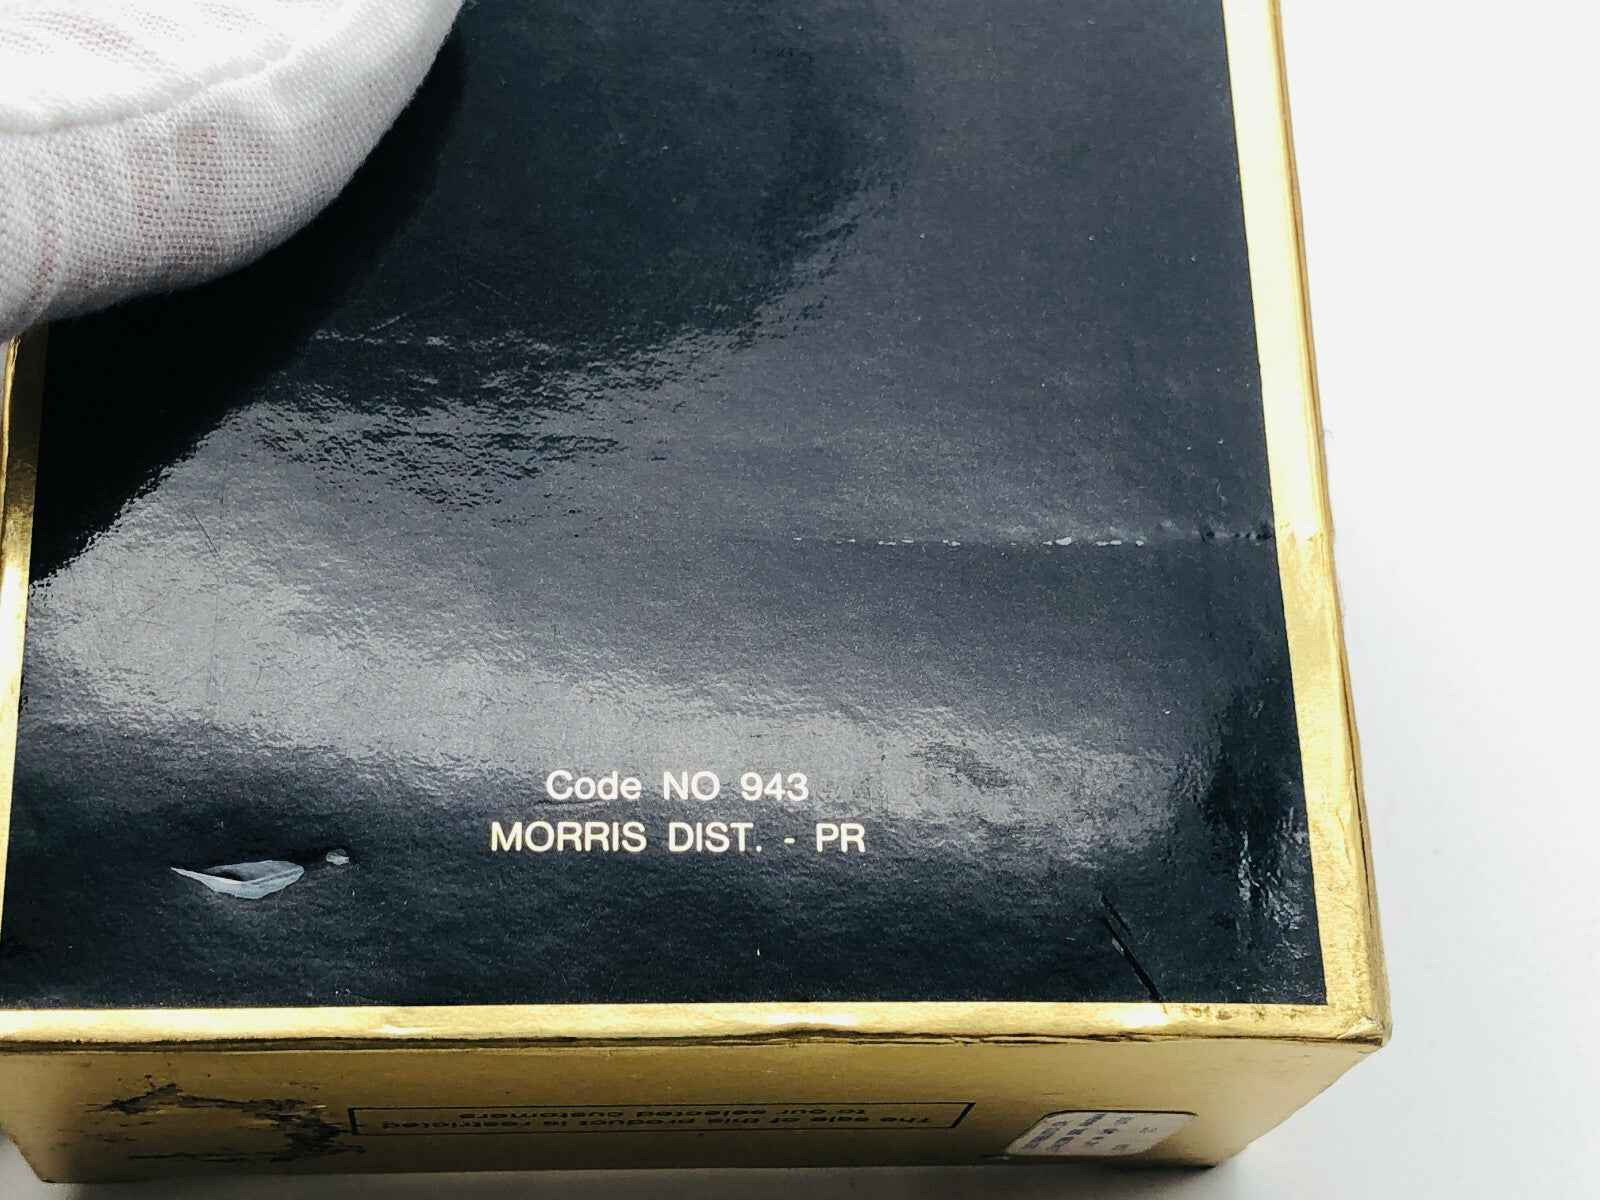 Code NO 943
MORRIS DIST. - PR
The sale of this product is restricted
to our selected customers